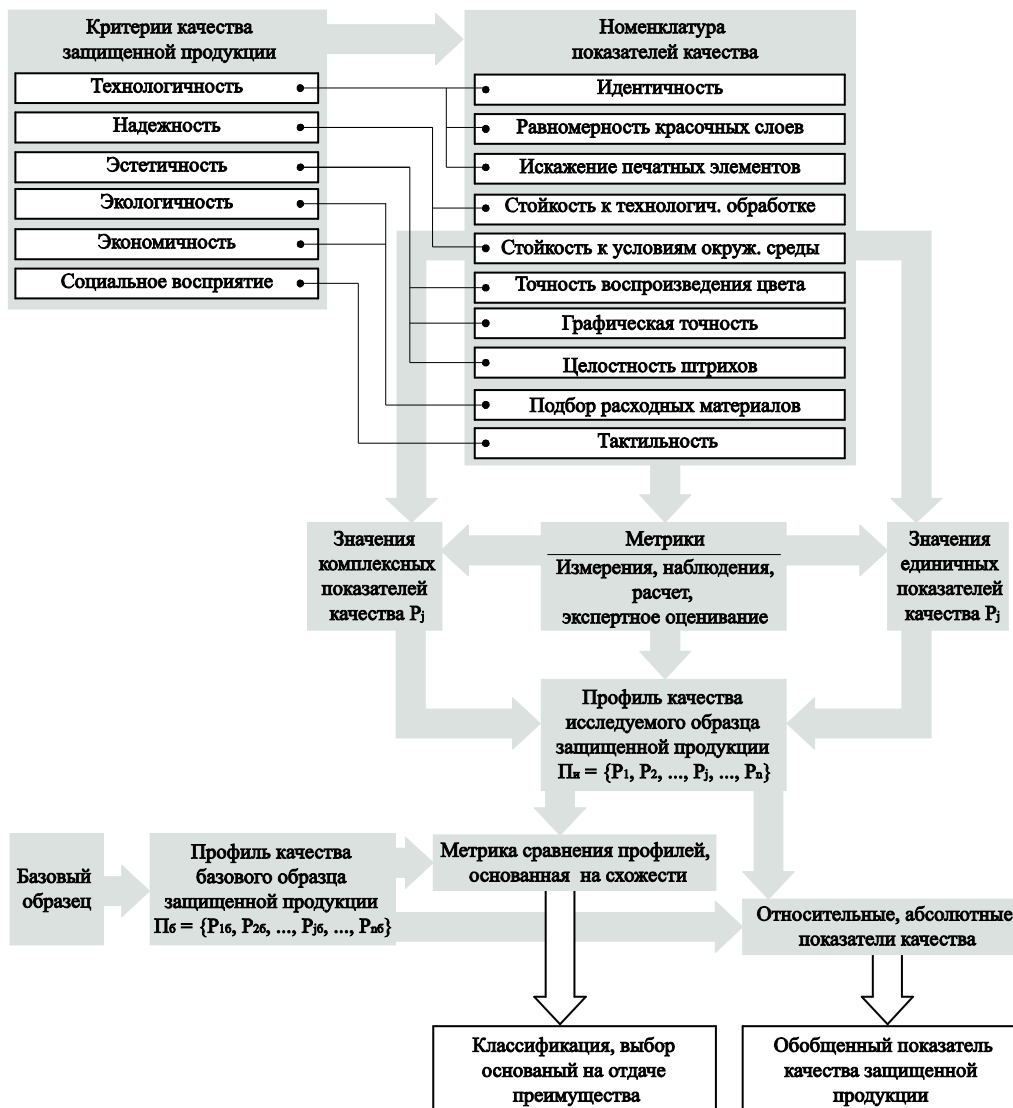 Критерии качества
защищенной продукции
Технологичность
Надежность
Эстетичность
Экологичность
Экономичность
Социальное восприятие
Номенклатура
показателей качества
Идентичность
Равномерность красочных слоев
Искажение печатных элементов
Стойкость к технологич. обработке
Стойкость к условиям окруж. среды
Точность воспроизведения цвета
Графическая точность
Целостность штрихов
Подбор расходных материалов
Тактильность
Значения
комплексных
показателей
качества Pj
Метрики
Измерения, наблюдения,
расчет,
экспертное оценивание
Значения
единичных
показателей
качества Pj
Профиль качества
исследуемого образца
защищенной продукции
Пи = {P1, P2, ..., Pj, ..., Pn}
Базовый
образец
Профиль качества
базового образца
защищенной продукции
Пб = {P1б, P2б, ..., Pjб, ..., Pnб}
Метрика сравнения профилей,
основанная на схожести
Относительные, абсолютные
показатели качества
Классификация, выбор
основаный на отдаче
преимущества
Обобщенный показатель
качества защищенной
продукции